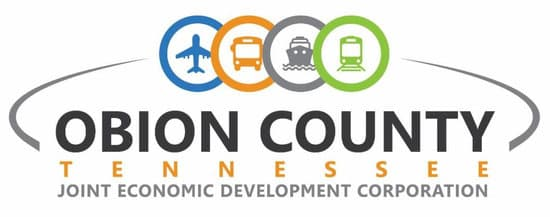 OBION COUNTY
TENNESSEE
JOINT ECONOMIC DEVELOPMENT CORPORATION